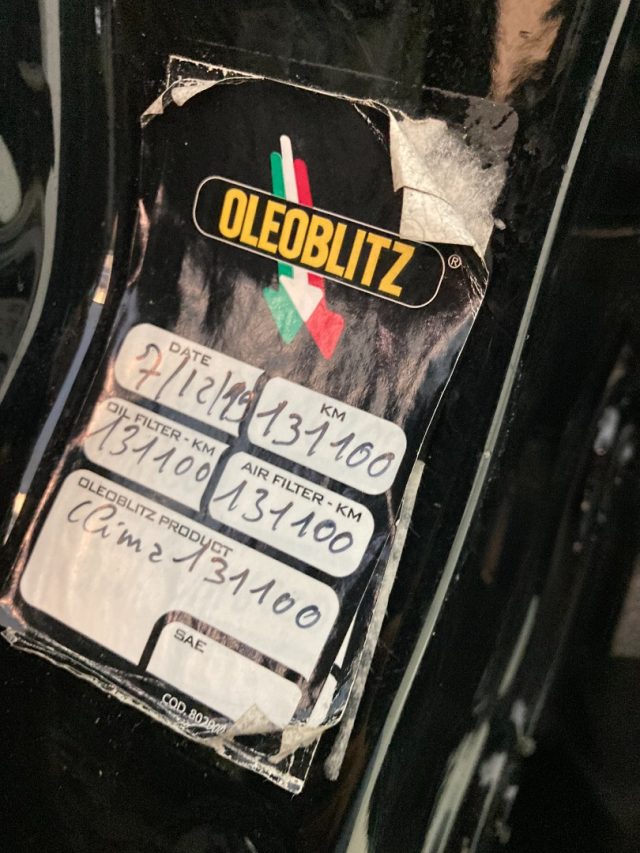 OLEOBLITZ ®
DATE
7/12/
KM
131100
OIL FILTER - KM
131100
AIR FILTER - KM
131100
OLEOBLITZ PRODUCT
131100
SAE
COD.